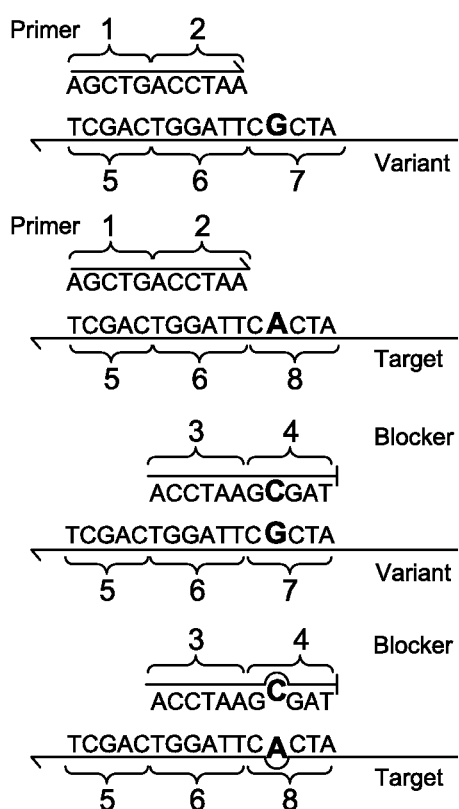 Primer 1 2
AGCTGACCTAA
TCGACTGGATTCGCTA
5 6 7 Variant
Primer 1 2
AGCTGACCTAA
TCGACTGGATTCACTA
5 6 8 Target
3 4 Blocker
ACCTAAGCGAT
TCGACTGGATTCGCTA
5 6 7 Variant
3 4 Blocker
ACCTAAGCGAT
TCGACTGGATTCACTA
5 6 8 Target